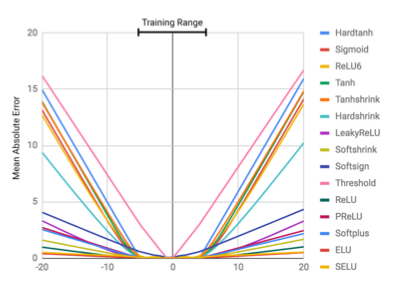 Training Range
20
15
10
5
0
-20
-10
0
10
20
Mean Absolute Error
Hardtanh
Sigmoid
ReLU6
Tanh
Tanhshrink
Hardshrink
LeakyReLU
Softshrink
Softsign
Threshold
ReLU
PReLU
Softplus
ELU
SELU